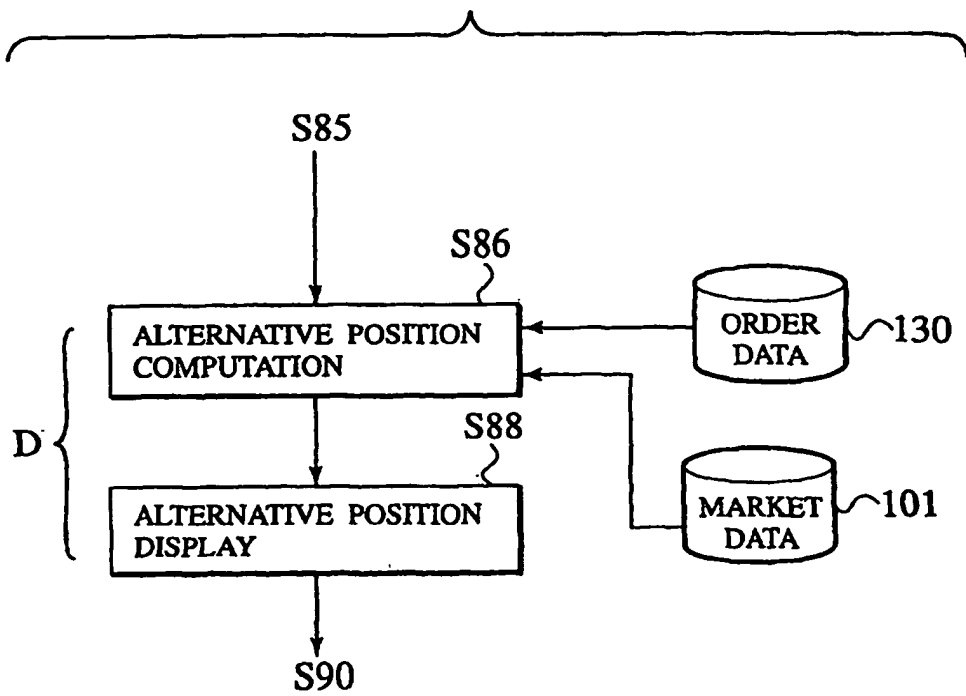 S85
S86
ALTERNATIVE POSITION
COMPUTATION
ORDER
DATA
130
D
S88
ALTERNATIVE POSITION
DISPLAY
MARKET
DATA
101
S90